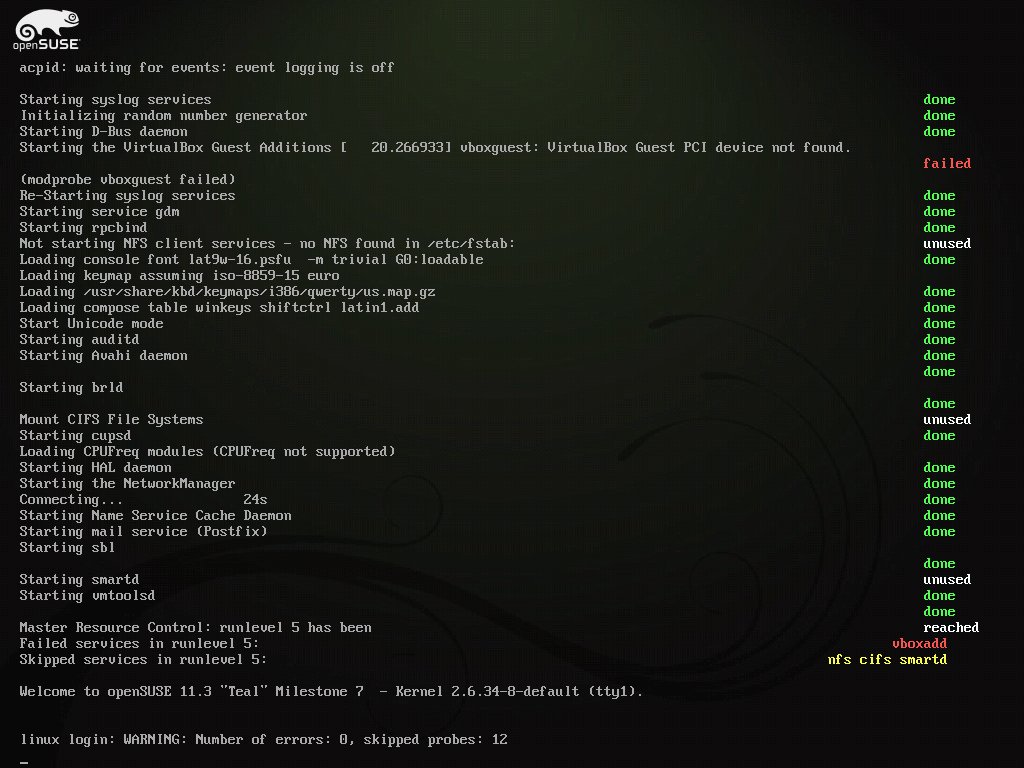 openSUSE
acpid: waiting for events: event logging is off
Starting syslog services done
Initializing random number generator done
Starting D-Bus daemon done
Starting the VirtualBox Guest Additions [   20.266933] vboxguest: VirtualBox Guest PCI device not found.
failed
(modprobe vboxguest failed)
Re-Starting syslog services done
Starting service gdm done
Starting rpcbind done
Not starting NFS client services - no NFS found in /etc/fstab: unused
Loading console font lat9w-16.psfu  -m trivial G0:loadable done
Loading keymap assuming iso-8859-15 euro
Loading /usr/share/kbd/keymaps/i386/qwerty/us.map.gz done
Loading compose table winkeys shiftctrl latin1.add done
Start Unicode mode done
Starting auditd done
Starting Avahi daemon done
done
Starting brld
done
Mount CIFS File Systems unused
Starting cupsd done
Loading CPUFreq modules (CPUFreq not supported)
Starting HAL daemon done
Starting the NetworkManager done
Connecting... 24s done
Starting Name Service Cache Daemon done
Starting mail service (Postfix) done
Starting sbl
done
Starting smartd unused
Starting vmtoolsd done
done
Master Resource Control: runlevel 5 has been reached
Failed services in runlevel 5: vboxadd
Skipped services in runlevel 5: nfs cifs smartd
Welcome to openSUSE 11.3 "Teal" Milestone 7  - Kernel 2.6.34-8-default (tty1).
linux login: WARNING: Number of errors: 0, skipped probes: 12
_